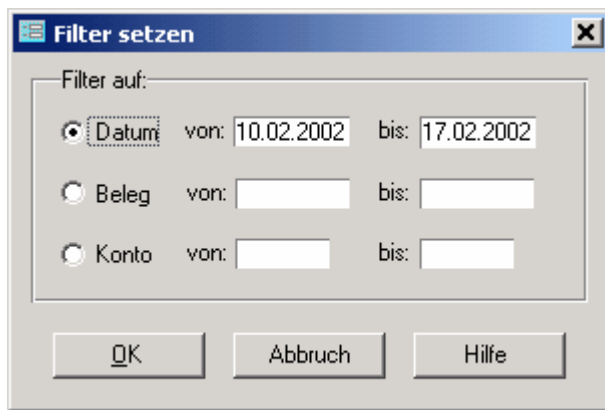 Filter setzen
Filter auf:
Datum von: 10.02.2002 bis: 17.02.2002
Beleg von: bis:
Konto von: bis:
OK Abbruch Hilfe